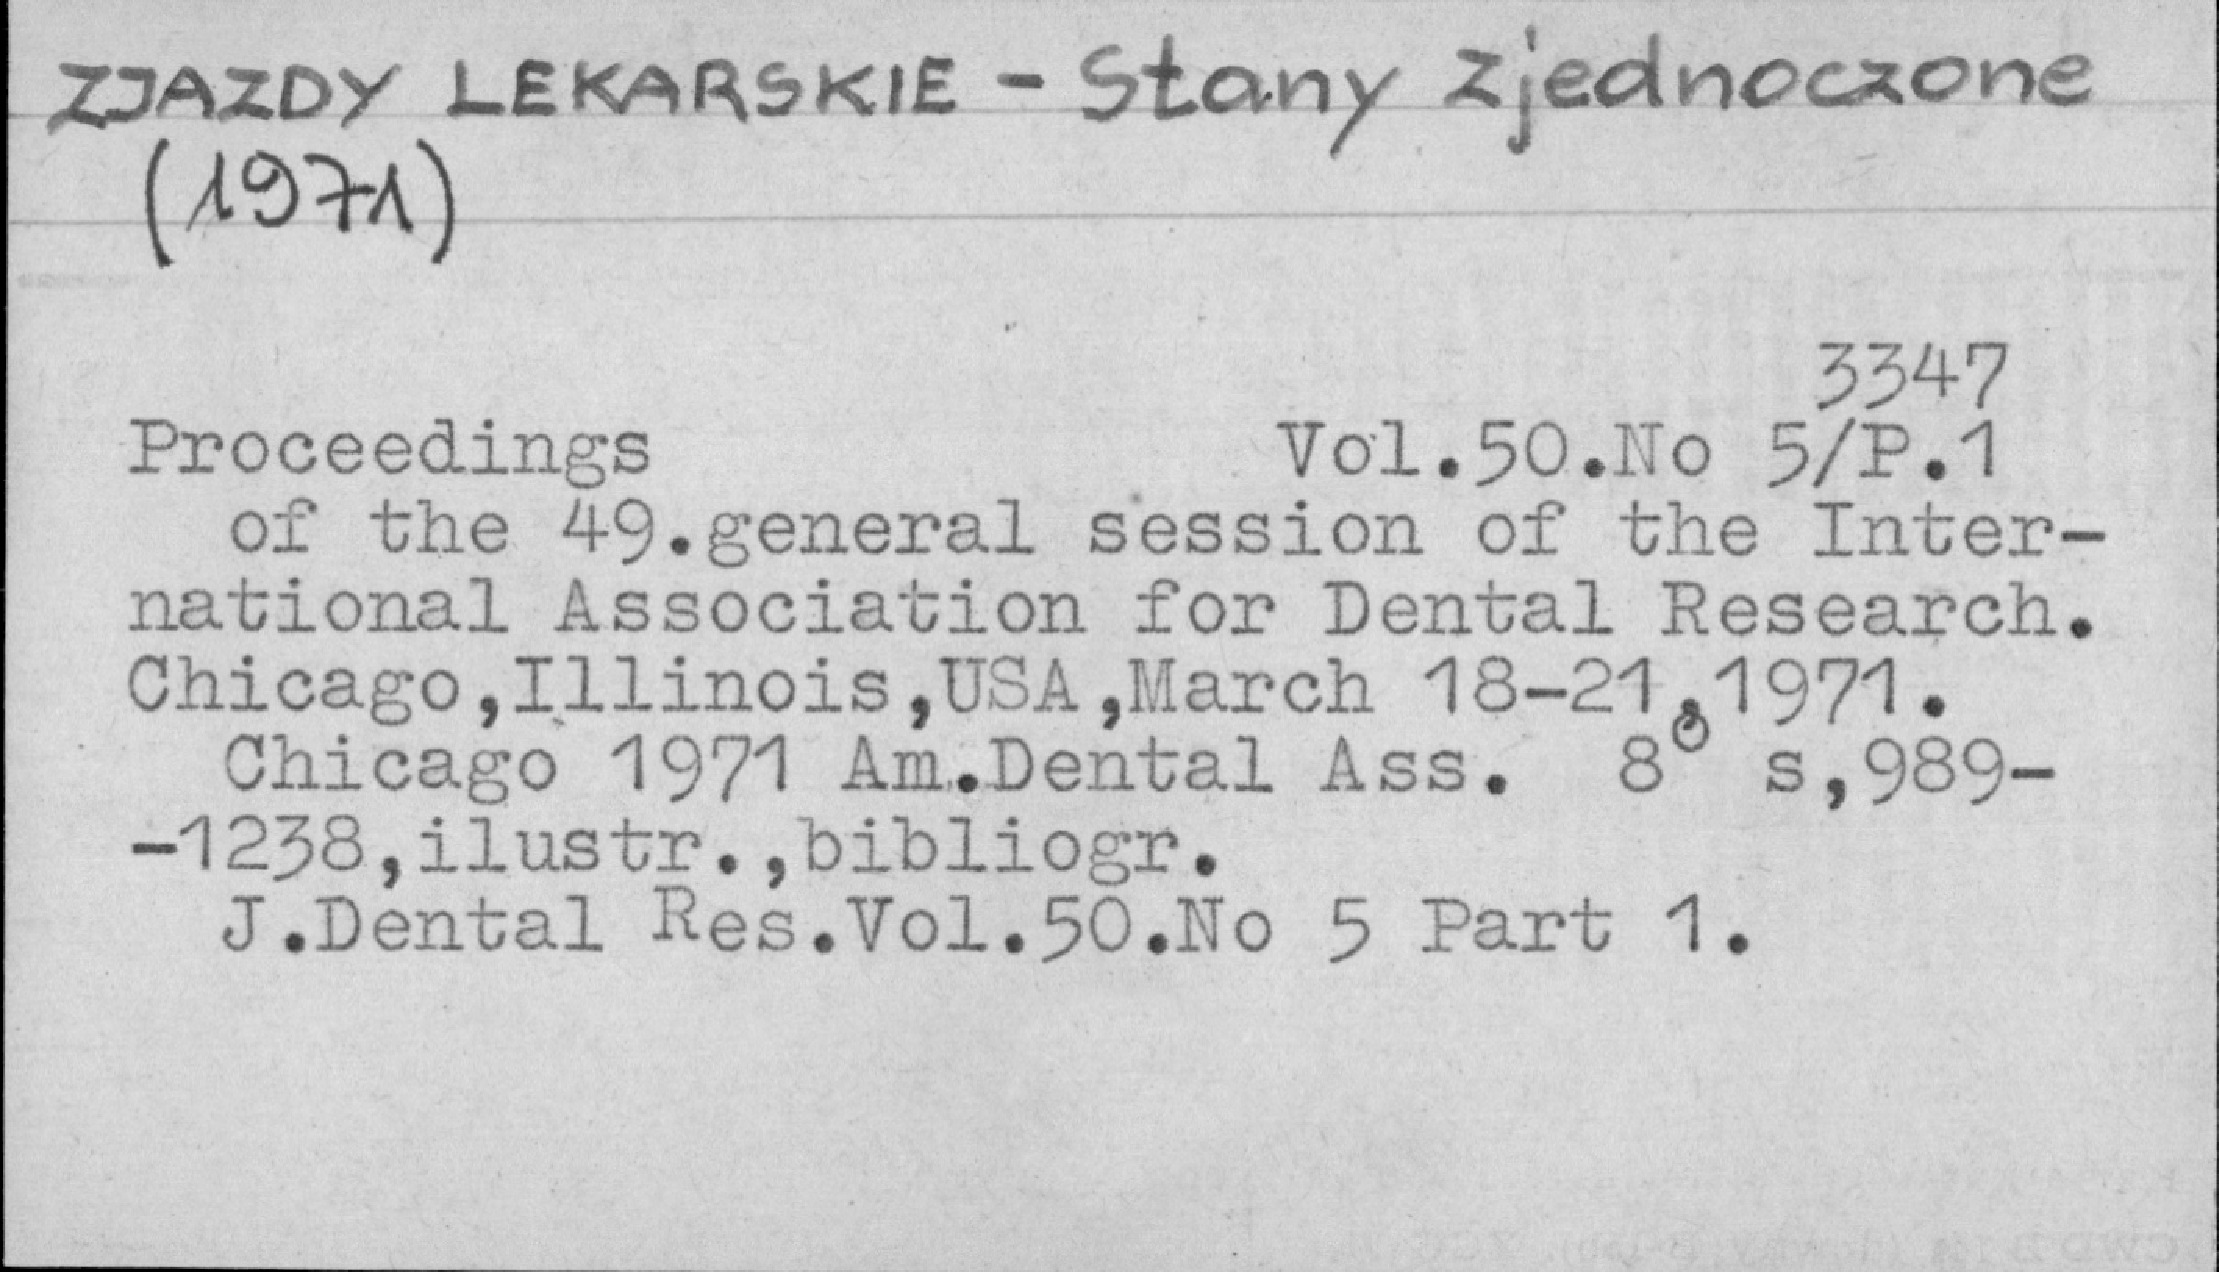 ZJAZDY LEKARSKIE - Stany Zjednoczone
(1971)
3347
Proceedings Vol.50.No 5/P.1
of the 49.general session of the Inter-
national Association for Dental Research.
Chicago,Illinois,USA,March 18-21,1971.
Chicago 1971 Am.Dental Ass. 8° s,989-
-1238,ilustr.,bibliogr.
J.Dental Res.Vol.50.No 5 Part 1.